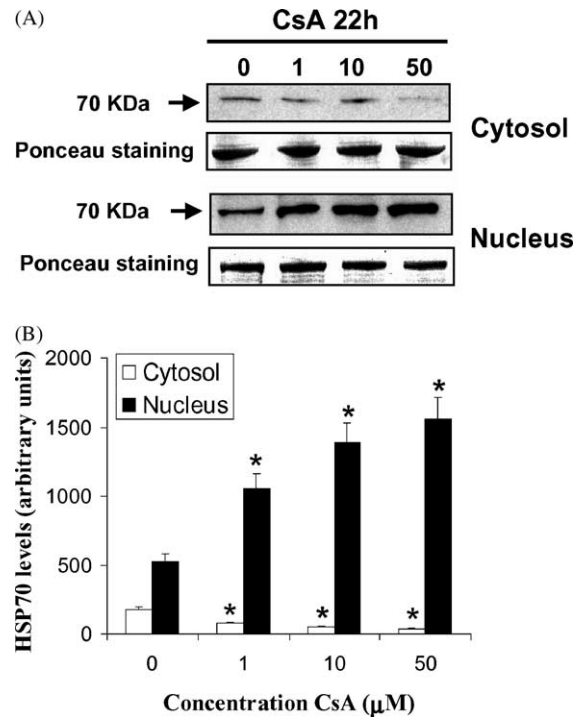 (A)
CsA 22h
0 1 10 50
70 KDa
Cytosol
Ponceau staining
70 KDa
Nucleus
Ponceau staining
(B)
HSP70 levels (arbitrary units)
2000
1500
1000
500
0
Cytosol
Nucleus
*
*
*
* * *
0 1 10 50
Concentration CsA (μM)